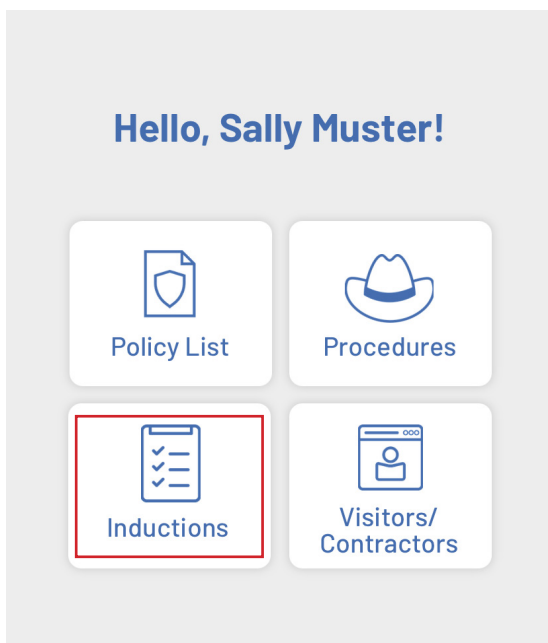 Hello, Sally Muster!
Policy List
Procedures
Inductions
Visitors/
Contractors